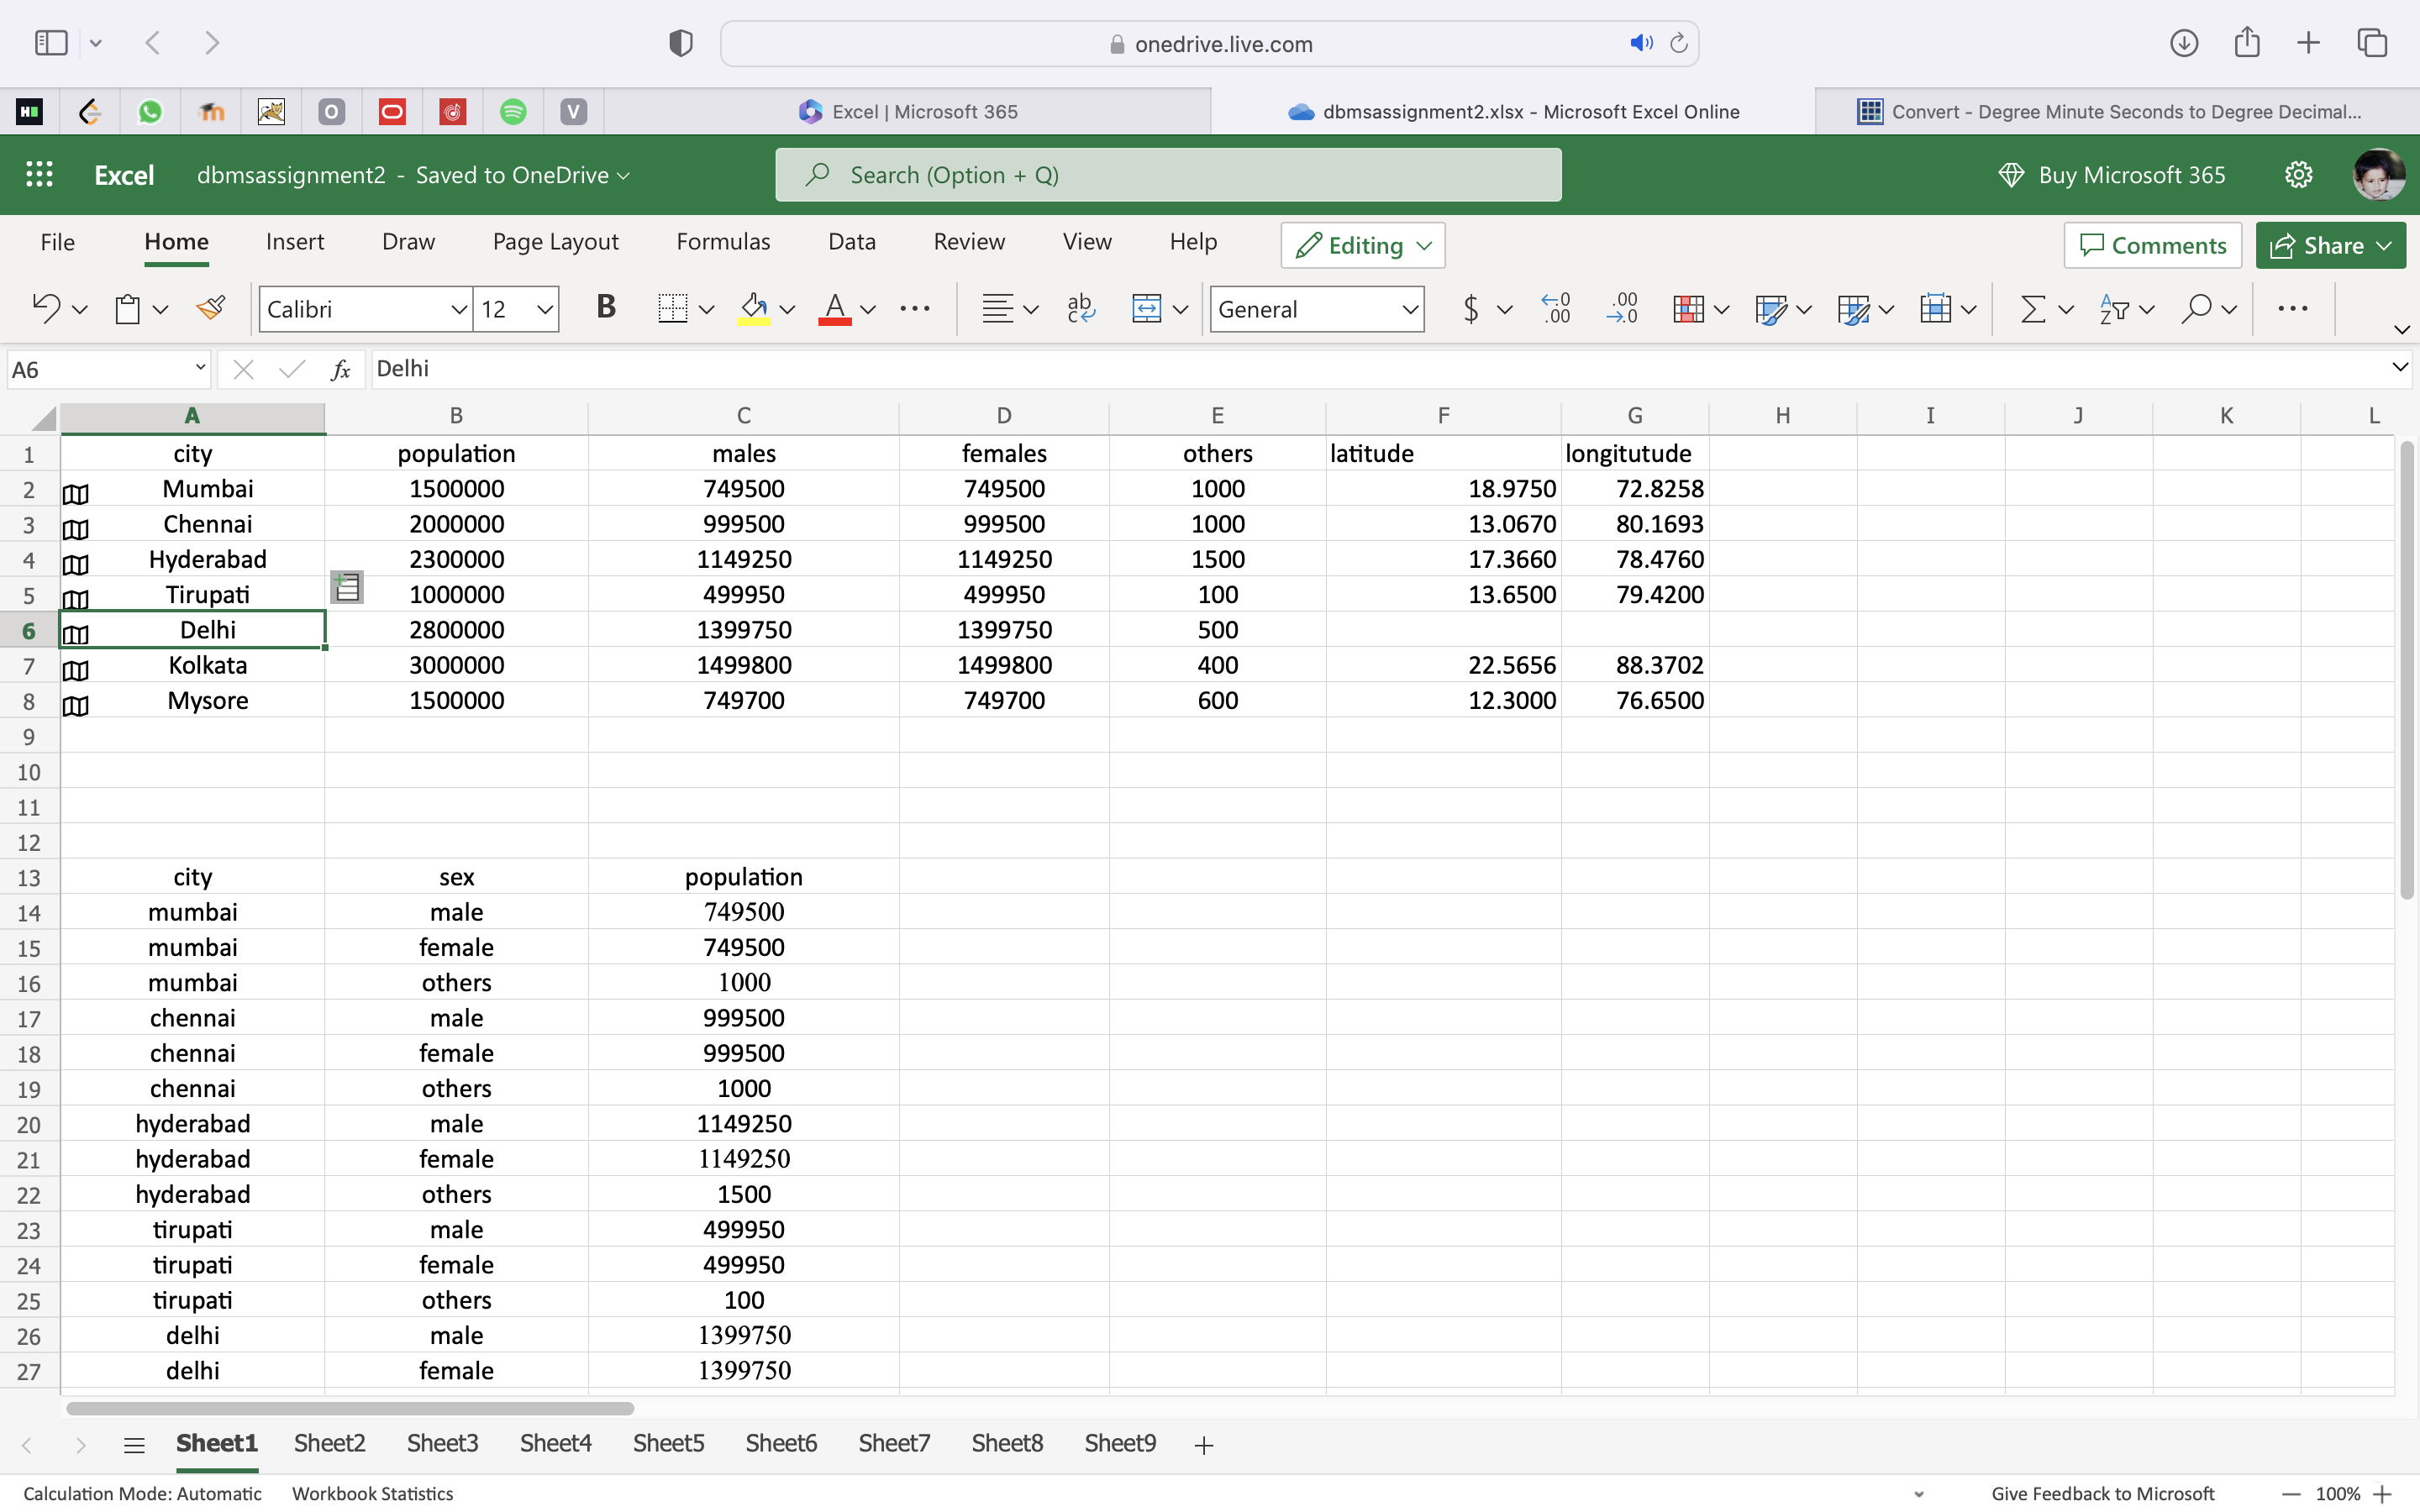 onedrive.live.com
Excel | Microsoft 365
dbmsassignment2.xlsx - Microsoft Excel Online
Convert - Degree Minute Seconds to Degree Decimal...
Excel dbmsassignment2 - Saved to OneDrive
Search (Option + Q)
Buy Microsoft 365
File Home Insert Draw Page Layout Formulas Data Review View Help Editing Comments Share
Calibri 12 B A ab c General $
A6 fx Delhi
A B C D E F G H I J K L
1 city population males females others latitude longitutude
2 Mumbai 1500000 749500 749500 1000 18.9750 72.8258
3 Chennai 2000000 999500 999500 1000 13.0670 80.1693
4 Hyderabad 2300000 1149250 1149250 1500 17.3660 78.4760
5 Tirupati 1000000 499950 499950 100 13.6500 79.4200
6 Delhi 2800000 1399750 1399750 500
7 Kolkata 3000000 1499800 1499800 400 22.5656 88.3702
8 Mysore 1500000 749700 749700 600 12.3000 76.6500
9
10
11
12
13 city sex population
14 mumbai male 749500
15 mumbai female 749500
16 mumbai others 1000
17 chennai male 999500
18 chennai female 999500
19 chennai others 1000
20 hyderabad male 1149250
21 hyderabad female 1149250
22 hyderabad others 1500
23 tirupati male 499950
24 tirupati female 499950
25 tirupati others 100
26 delhi male 1399750
27 delhi female 1399750
Sheet1 Sheet2 Sheet3 Sheet4 Sheet5 Sheet6 Sheet7 Sheet8 Sheet9
Calculation Mode: Automatic Workbook Statistics Give Feedback to Microsoft 100%